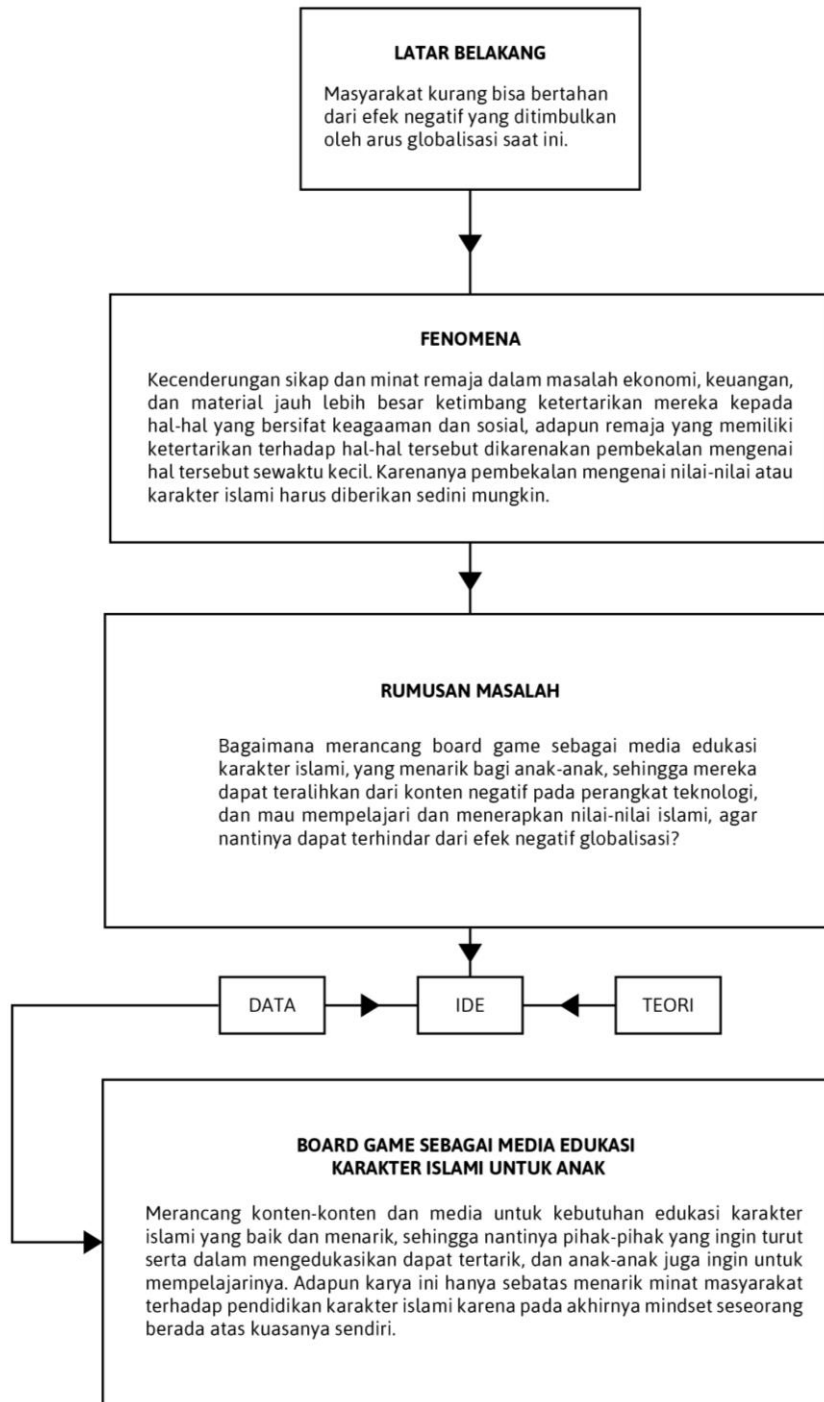 LATAR BELAKANG
Masyarakat kurang bisa bertahan
dari efek negatif yang ditimbulkan
oleh arus globalisasi saat ini.
FENOMENA
Kecenderungan sikap dan minat remaja dalam masalah ekonomi, keuangan,
dan material jauh lebih besar ketimbang ketertarikan mereka kepada
hal-hal yang bersifat keagaaman dan sosial, adapun remaja yang memiliki
ketertarikan terhadap hal-hal tersebut dikarenakan pembekalan mengenai
hal tersebut sewaktu kecil. Karenanya pembekalan mengenai nilai-nilai atau
karakter islami harus diberikan sedini mungkin.
RUMUSAN MASALAH
Bagaimana merancang board game sebagai media edukasi
karakter islami, yang menarik bagi anak-anak, sehingga mereka
dapat teralihkan dari konten negatif pada perangkat teknologi,
dan mau mempelajari dan menerapkan nilai-nilai islami, agar
nantinya dapat terhindar dari efek negatif globalisasi?
DATA
IDE
TEORI
BOARD GAME SEBAGAI MEDIA EDUKASI
KARAKTER ISLAMI UNTUK ANAK
Merancang konten-konten dan media untuk kebutuhan edukasi karakter
islami yang baik dan menarik, sehingga nantinya pihak-pihak yang ingin turut
serta dalam mengedukasikan dapat tertarik, dan anak-anak juga ingin untuk
mempelajarinya. Adapun karya ini hanya sebatas menarik minat masyarakat
terhadap pendidikan karakter islami karena pada akhirnya mindset seseorang
berada atas kuasanya sendiri.